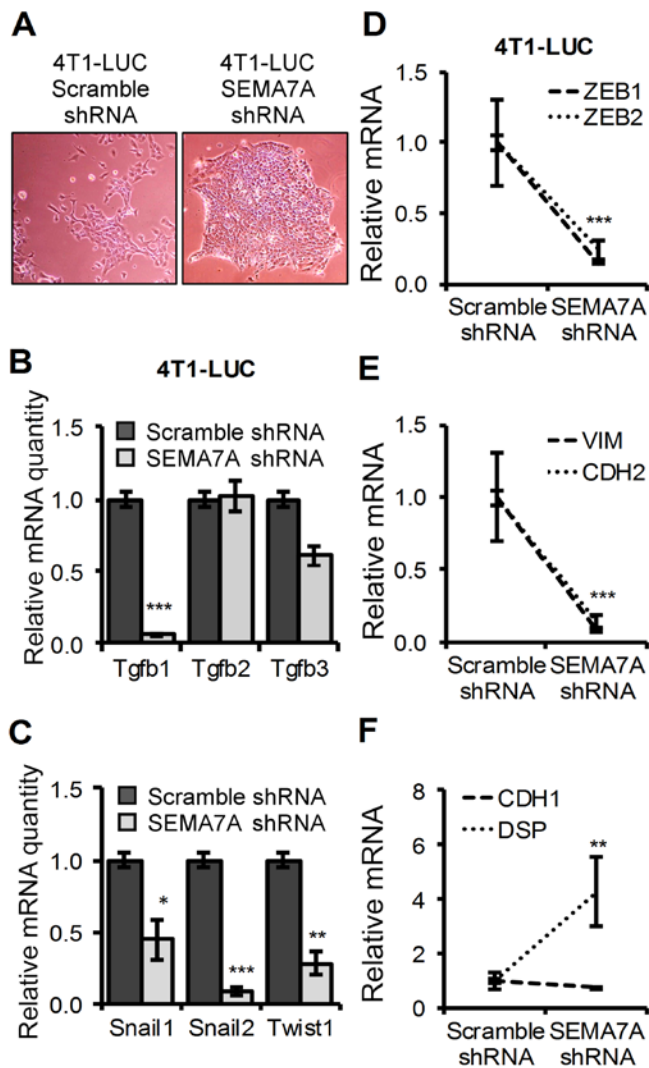 A
4T1-LUC
Scramble
shRNA
4T1-LUC
SEMA7A
shRNA
B
4T1-LUC
Relative mRNA quantity
1.5
1.0
0.5
0.0
Scramble shRNA
SEMA7A shRNA
***
Tgfb1 Tgfb2 Tgfb3
C
Relative mRNA quantity
1.5
1.0
0.5
0.0
Scramble shRNA
SEMA7A shRNA
*
***
**
Snail1 Snail2 Twist1
D
4T1-LUC
Relative mRNA
1.5
1.0
0.5
0.0
ZEB1
ZEB2
***
Scramble SEMA7A
shRNA shRNA
E
Relative mRNA
1.5
1.0
0.5
0.0
VIM
CDH2
***
Scramble SEMA7A
shRNA shRNA
F
Relative mRNA
8
6
4
2
0
CDH1
DSP
**
Scramble SEMA7A
shRNA shRNA